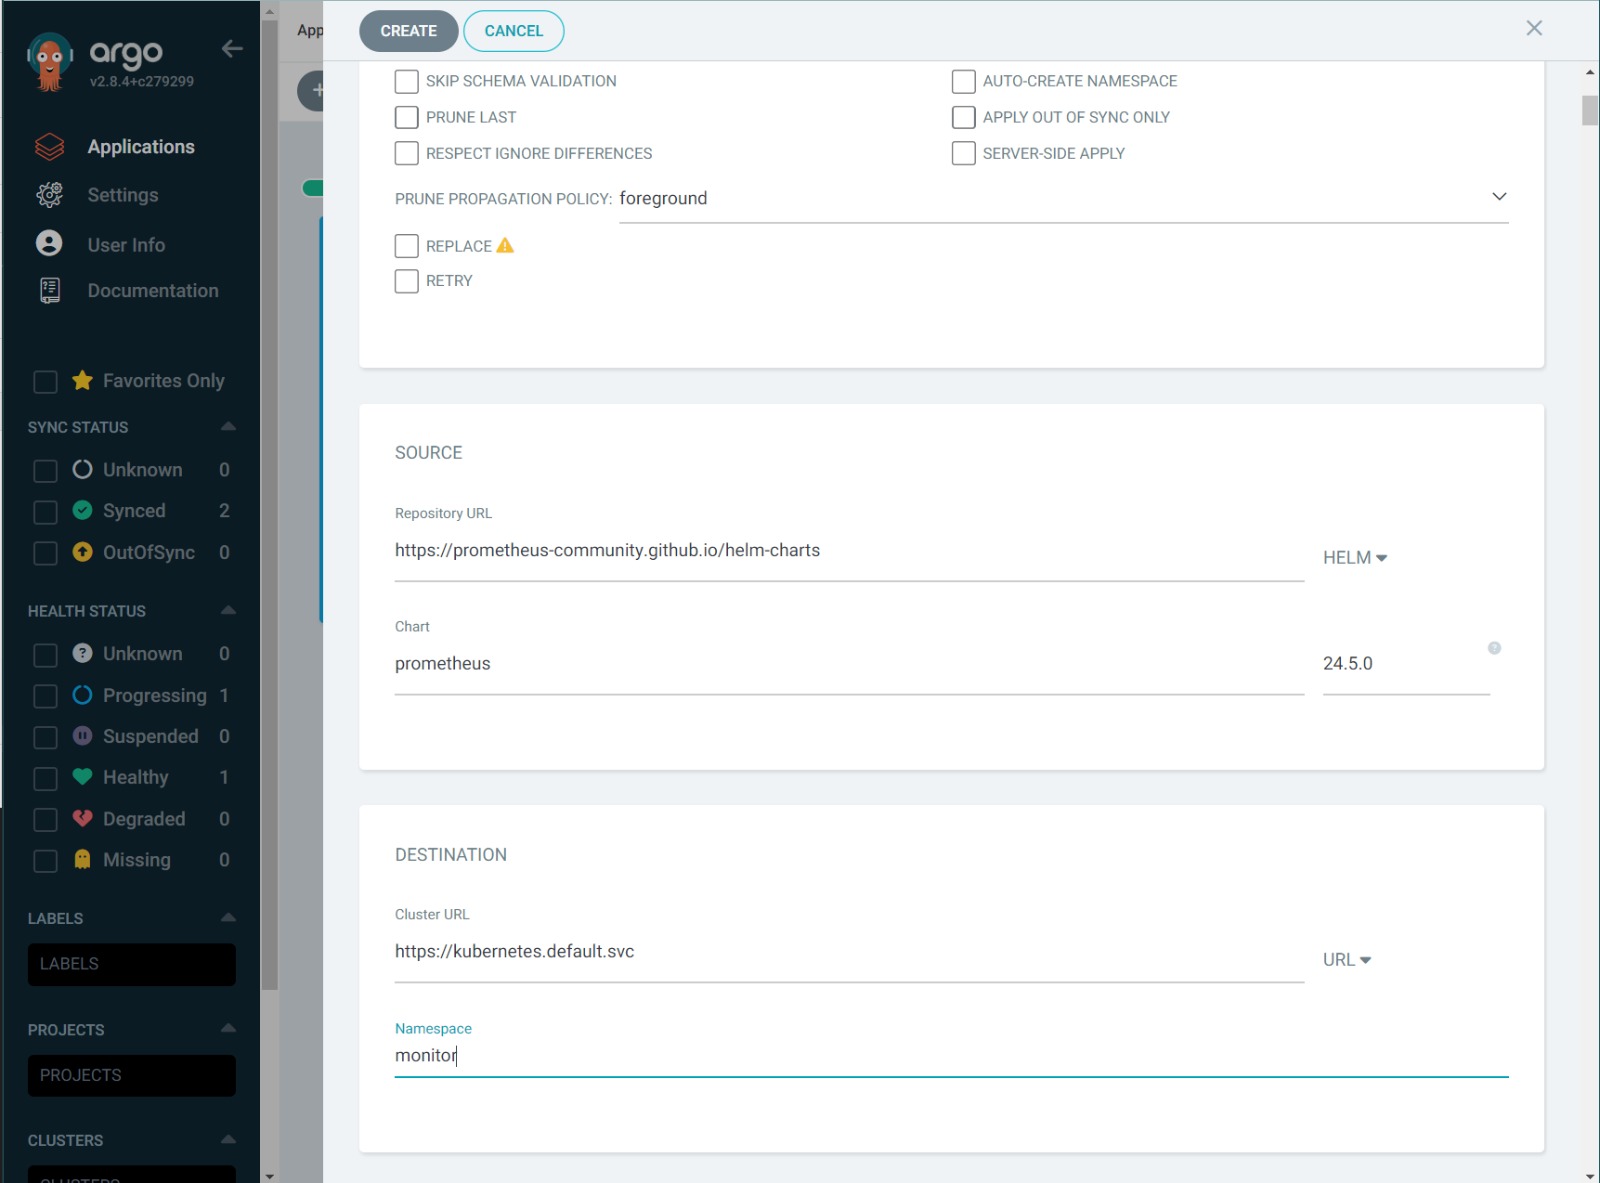 argo
v2.8.4+c279299
Applications
Settings
User Info
Documentation
Favorites Only
SYNC STATUS
Unknown 0
Synced 2
OutOfSync 0
HEALTH STATUS
? Unknown 0
Progressing 1
Suspended 0
Healthy 1
Degraded 0
Missing 0
LABELS
LABELS
PROJECTS
PROJECTS
CLUSTERS
CLUSTERS
App
+
CREATE CANCEL
SKIP SCHEMA VALIDATION AUTO-CREATE NAMESPACE
PRUNE LAST APPLY OUT OF SYNC ONLY
RESPECT IGNORE DIFFERENCES SERVER-SIDE APPLY
PRUNE PROPAGATION POLICY: foreground
REPLACE
RETRY
SOURCE
Repository URL
https://prometheus-community.github.io/helm-charts HELM
Chart
prometheus 24.5.0 ?
DESTINATION
Cluster URL
https://kubernetes.default.svc URL
Namespace
monitor